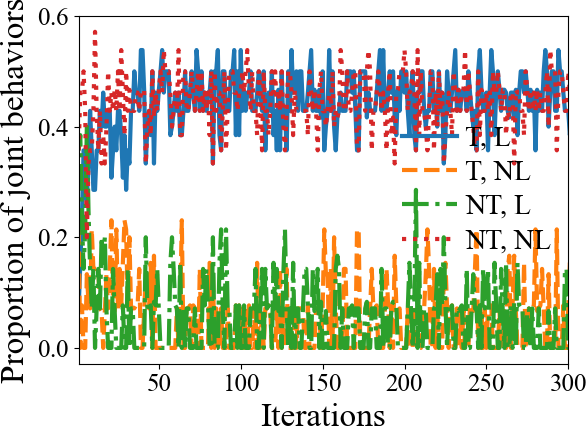 Proportion of joint behaviors
0.6
0.4
0.2
0.0
T, L
T, NL
NT, L
NT, NL
50 100 150 200 250 300
Iterations